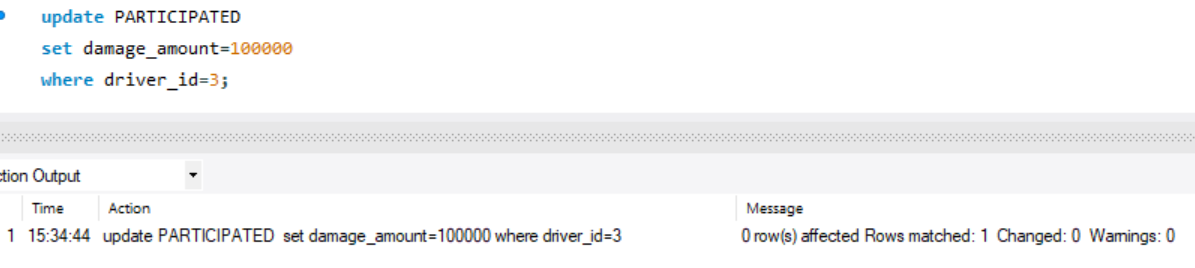 update PARTICIPATED
set damage_amount=100000
where driver_id=3;
ction Output
Time Action Message
1 15:34:44 update PARTICIPATED set damage_amount=100000 where driver_id=3 0 row(s) affected Rows matched: 1 Changed: 0 Warnings: 0